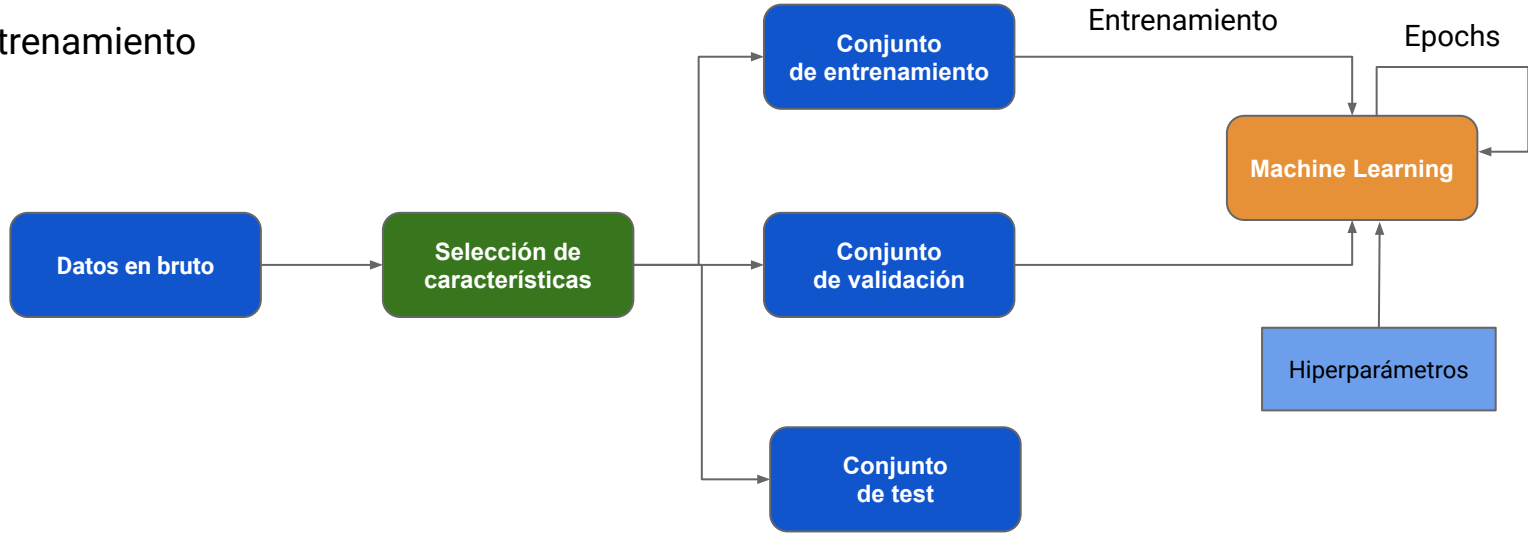 trenamiento
Conjunto
de entrenamiento
Entrenamiento
Epochs
Machine Learning
Datos en bruto
Selección de
características
Conjunto
de validación
Hiperparámetros
Conjunto
de test